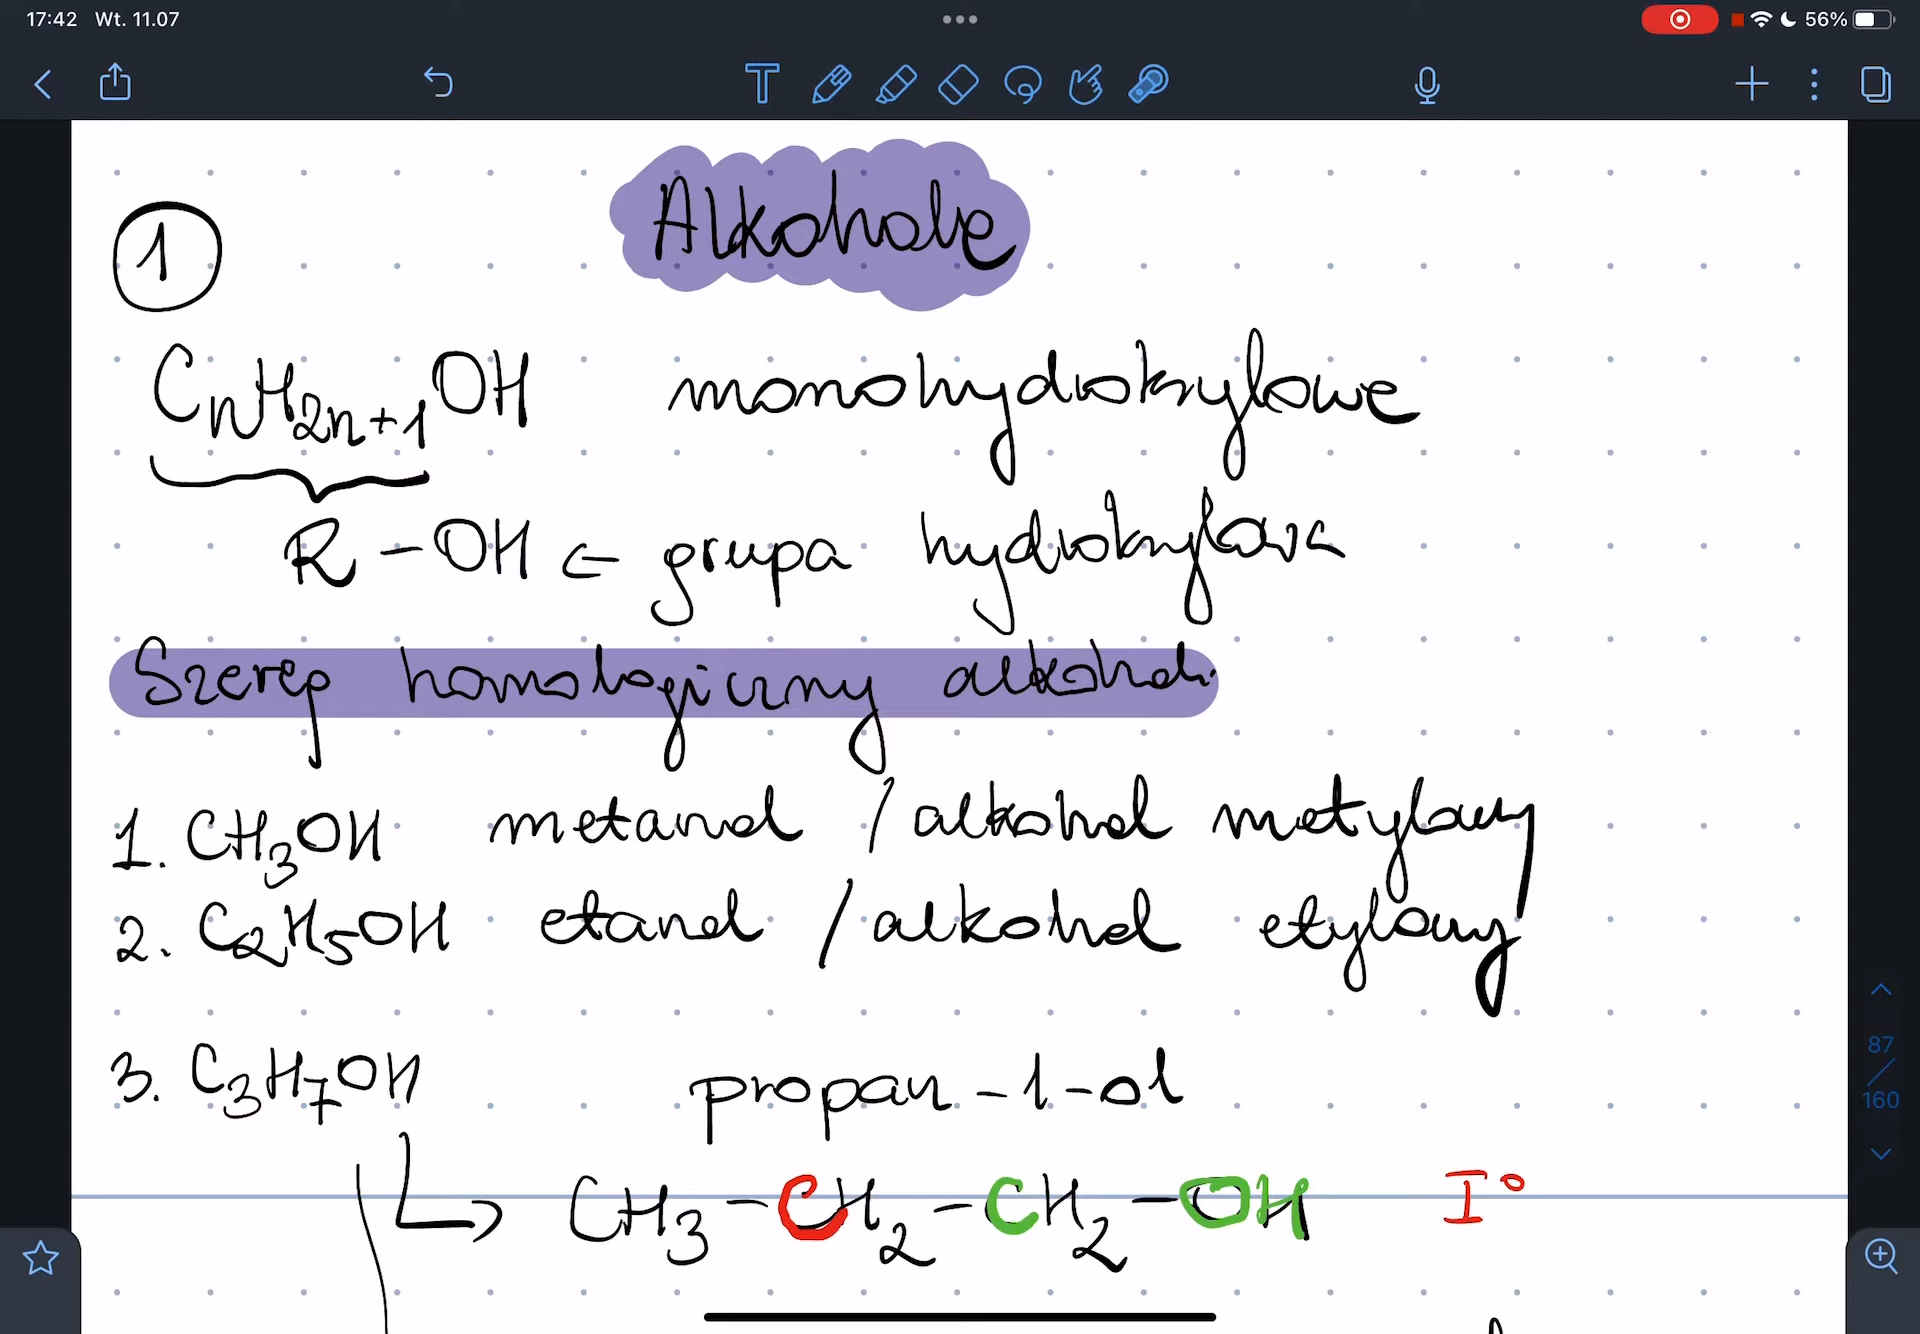 17:42 Wt. 11.07
56%
Alkohole
1
CnH2n+1OH monohydroksylowe
R-OH ← grupa hydroksylowa
Szereg homologiczny alkoholi
1. CH3OH metanol / alkohol metylowy
2. C2H5OH etanol / alkohol etylowy
3. C3H7OH propan-1-ol
CH3-CH2-CH2-OH I°
87
/
160